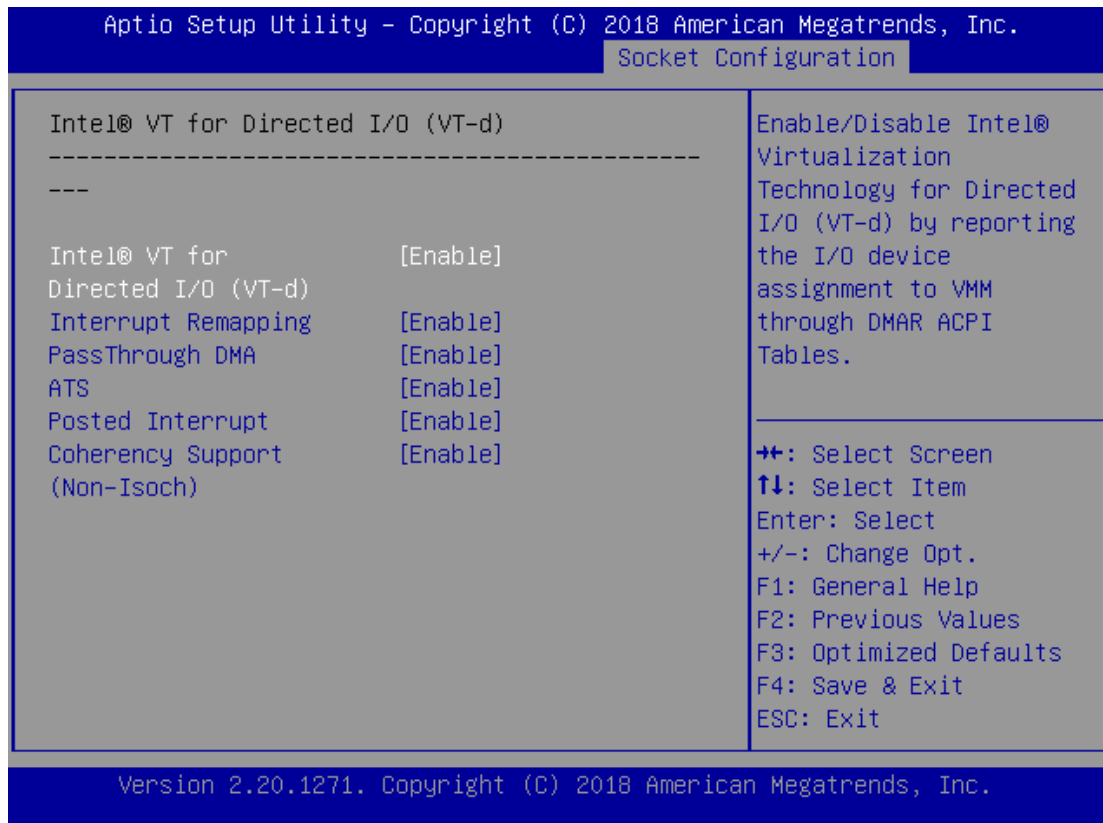 Aptio Setup Utility – Copyright (C) 2018 American Megatrends, Inc.
Socket Configuration
Intel® VT for Directed I/O (VT-d)
-----------------------------------------------
---
Intel® VT for [Enable]
Directed I/O (VT-d)
Interrupt Remapping [Enable]
PassThrough DMA [Enable]
ATS [Enable]
Posted Interrupt [Enable]
Coherency Support [Enable]
(Non-Isoch)
Enable/Disable Intel®
Virtualization
Technology for Directed
I/O (VT-d) by reporting
the I/O device
assignment to VMM
through DMAR ACPI
Tables.
→←: Select Screen
↑↓: Select Item
Enter: Select
+/-: Change Opt.
F1: General Help
F2: Previous Values
F3: Optimized Defaults
F4: Save & Exit
ESC: Exit
Version 2.20.1271. Copyright (C) 2018 American Megatrends, Inc.